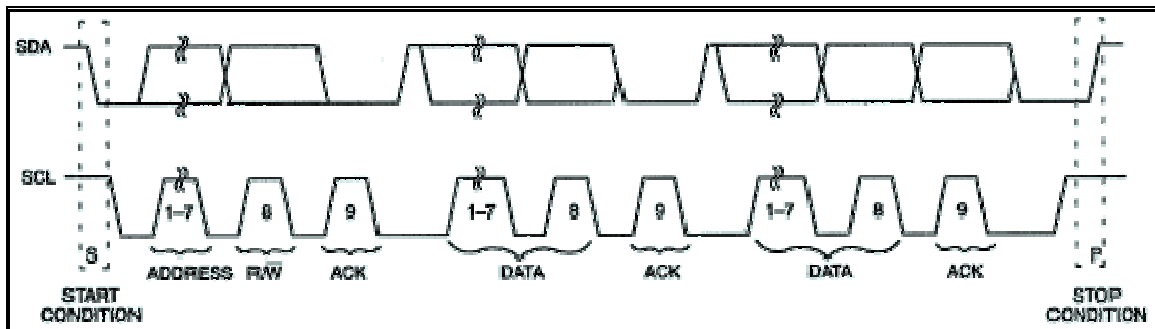 SDA
SCL
1–7 8 9 1–7 8 9 1–7 8 9
S P
ADDRESS R/W ACK DATA ACK DATA ACK
START CONDITION
STOP CONDITION